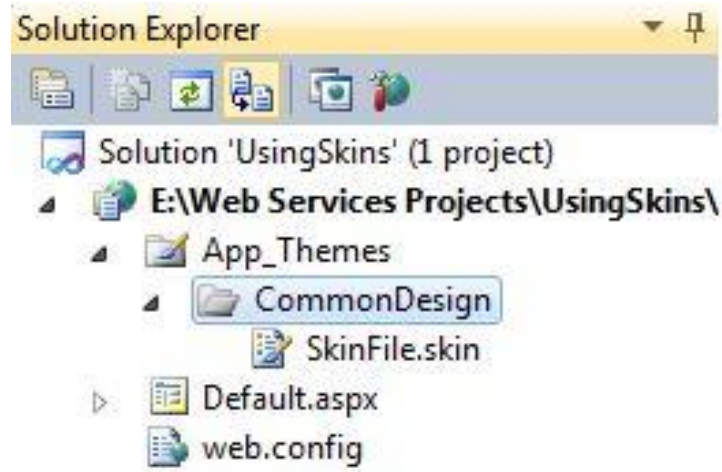 Solution Explorer
Solution 'UsingSkins' (1 project)
E:\Web Services Projects\UsingSkins\
App_Themes
CommonDesign
SkinFile.skin
Default.aspx
web.config